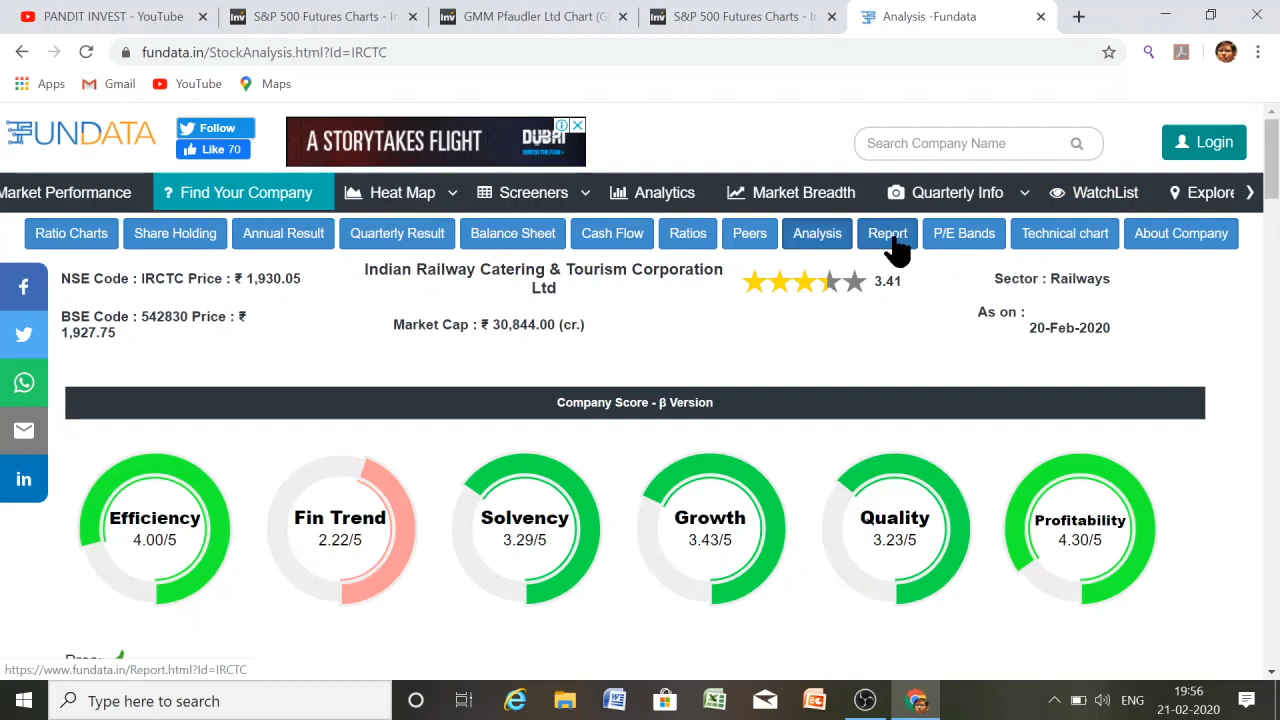 PANDIT INVEST - YouTube
S&P 500 Futures Charts - In
GMM Pfaudler Ltd Chart (G
S&P 500 Futures Charts - Inv
Analysis -Fundata
fundata.in/StockAnalysis.html?Id=IRCTC
Apps
Gmail
YouTube
Maps
FUNDATA
Follow
Like 70
A STORYTAKES FLIGHT
DUBAI
Search Company Name
Login
Market Performance
? Find Your Company
Heat Map
Screeners
Analytics
Market Breadth
Quarterly Info
WatchList
Explore
Ratio Charts
Share Holding
Annual Result
Quarterly Result
Balance Sheet
Cash Flow
Ratios
Peers
Analysis
Report
P/E Bands
Technical chart
About Company
NSE Code : IRCTC Price : ₹ 1,930.05
BSE Code : 542830 Price : ₹
1,927.75
Indian Railway Catering & Tourism Corporation
Ltd
Market Cap : ₹ 30,844.00 (cr.)
3.41
Sector : Railways
As on :
20-Feb-2020
Company Score - β Version
Efficiency
4.00/5
Fin Trend
2.22/5
Solvency
3.29/5
Growth
3.43/5
Quality
3.23/5
Profitability
4.30/5
https://www.fundata.in/Report.html?Id=IRCTC
Type here to search
ENG
19:56
21-02-2020